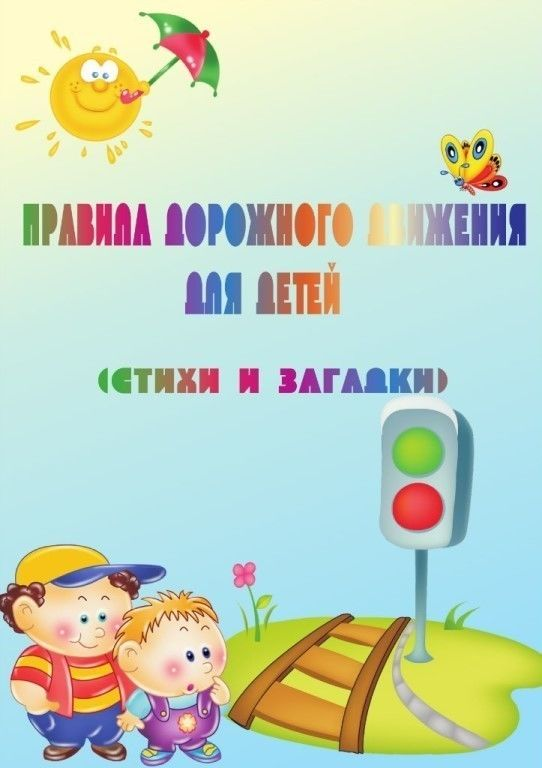 ПРАВИЛА ДОРОЖНОГО ДВИЖЕНИЯ
ДЛЯ ДЕТЕЙ
(СТИХИ И ЗАГАДКИ)